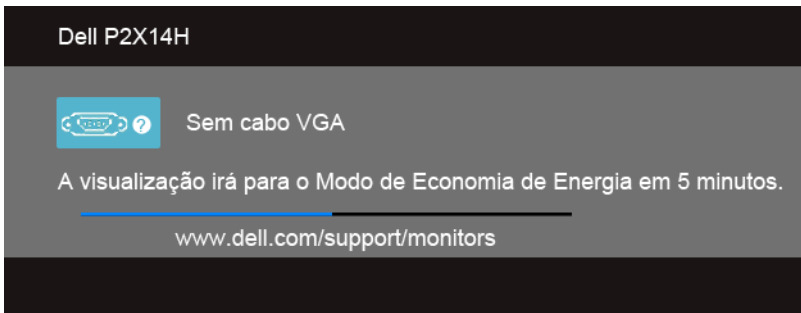 Dell P2X14H
Sem cabo VGA
A visualização irá para o Modo de Economia de Energia em 5 minutos.
www.dell.com/support/monitors